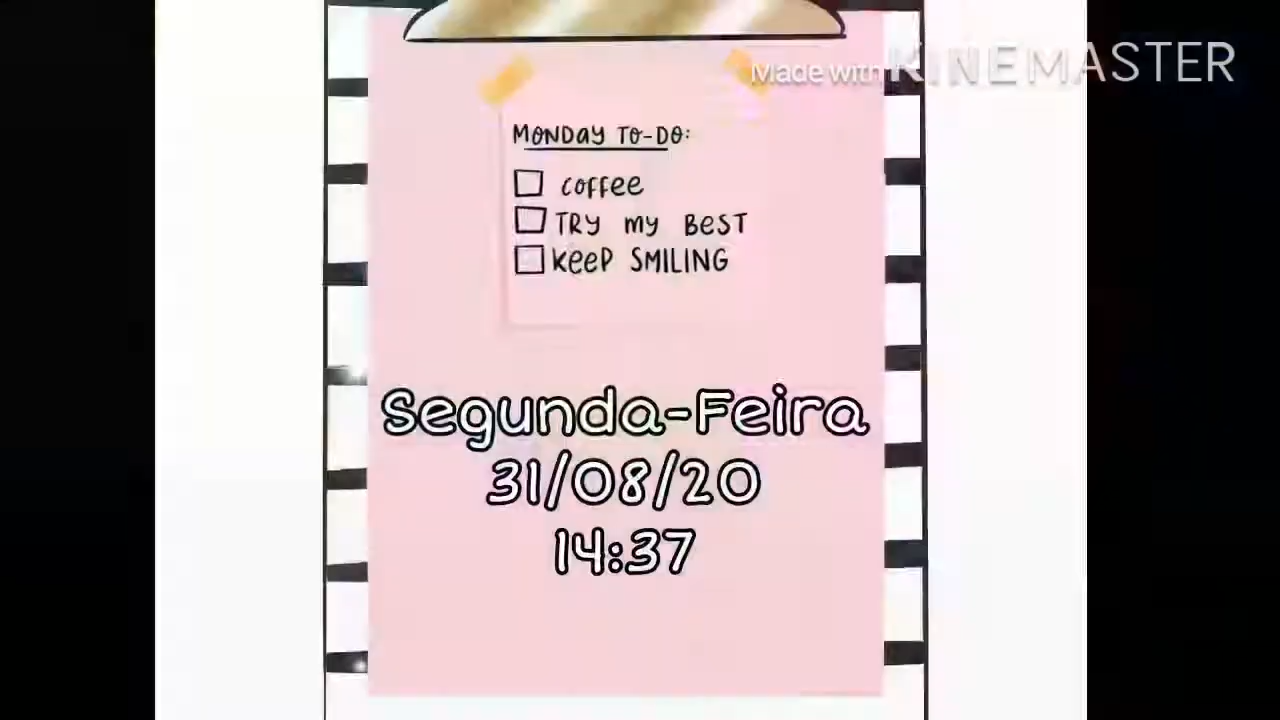 Made with KINEMASTER
MONDAY TO-DO:
COFFEE
TRY MY BEST
KEEP SMILING
Segunda-Feira
31/08/20
14:37